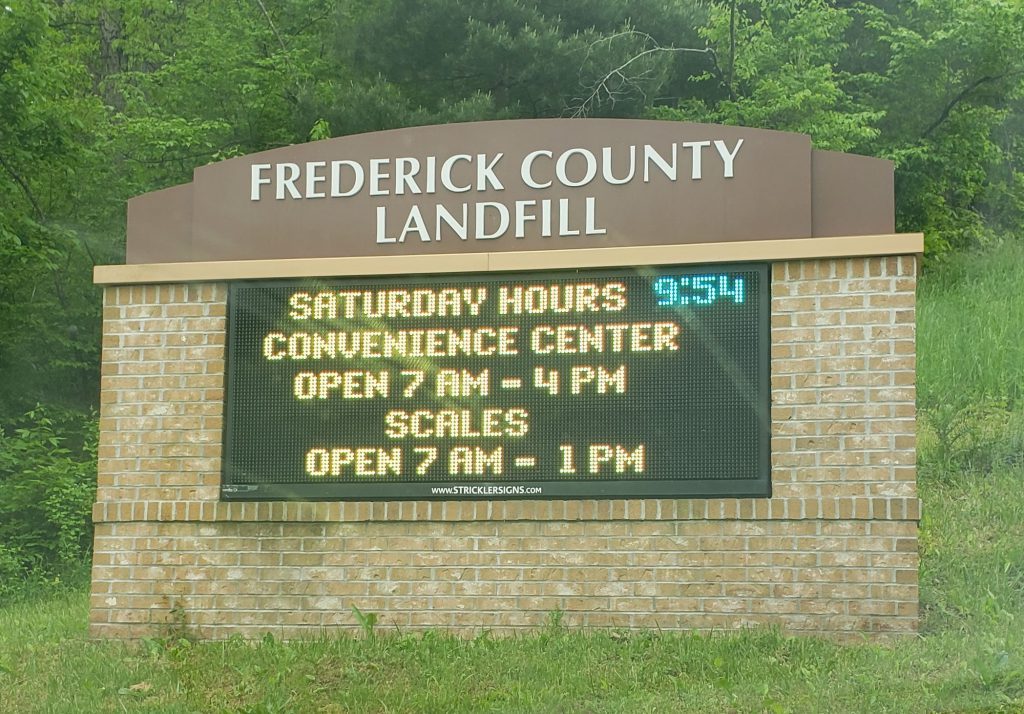 FREDERICK COUNTY
LANDFILL
SATURDAY HOURS 9:54
CONVENIENCE CENTER
OPEN 7 AM - 4 PM
SCALES
OPEN 7 AM - 1 PM
WWW.STRICKLERSIGNS.COM